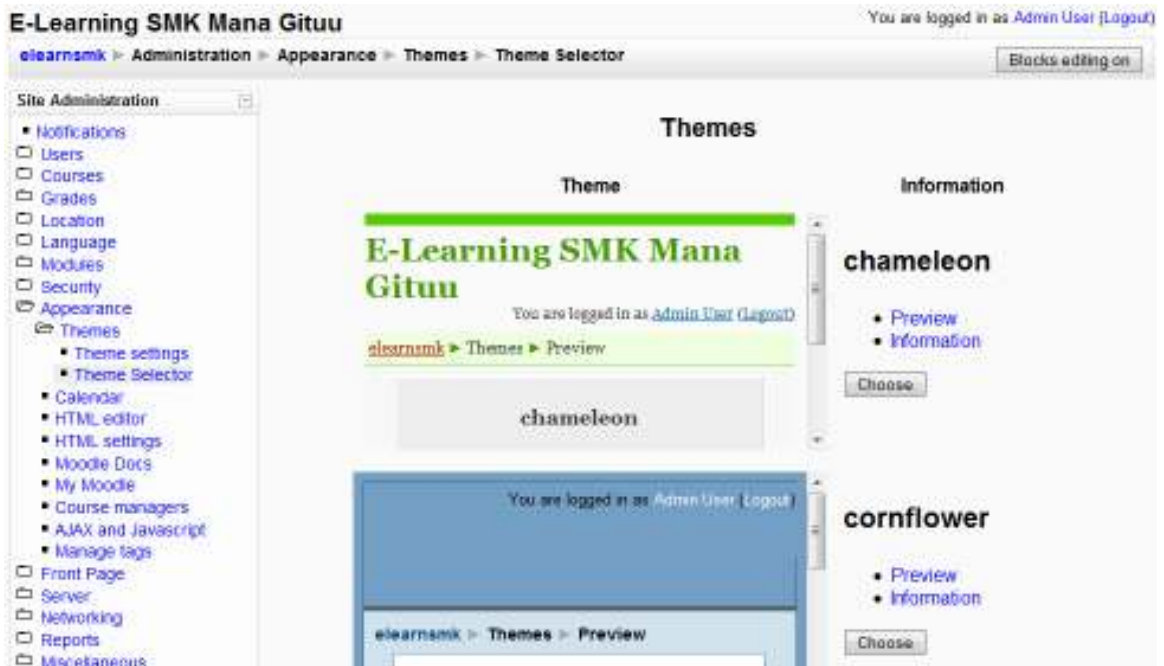 E-Learning SMK Mana Gituu
You are logged in as Admin User (Logout)
elearnsmk ► Administration ► Appearance ► Themes ► Theme Selector
Blocks editing on
Site Administration
Notifications
Users
Courses
Grades
Location
Language
Modules
Security
Appearance
Themes
Theme settings
Theme Selector
Calendar
HTML editor
HTML settings
Moodle Docs
My Moodle
Course managers
AJAX and Javascript
Manage tags
Front Page
Server
Networking
Reports
Miscellaneous
Themes
Theme
Information
E-Learning SMK Mana
Gituu
You are logged in as Admin User (Logout)
elearnsmk ► Themes ► Preview
chameleon
chameleon
Preview
Information
Choose
You are logged in as Admin User (Logout)
elearnsmk ► Themes ► Preview
cornflower
Preview
Information
Choose